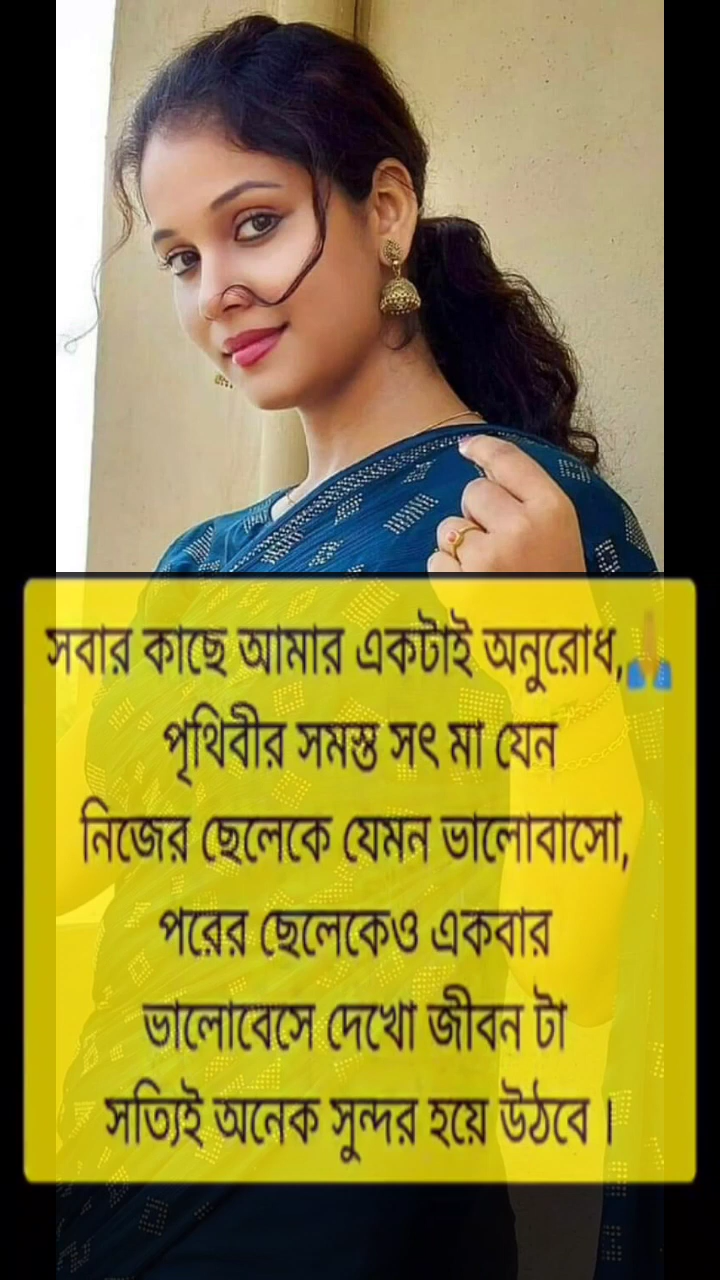 সবার কাছে আমার একটাই অনুরোধ,🙏
পৃথিবীর সমস্ত সৎ মা যেন
নিজের ছেলেকে যেমন ভালোবাসো,
পরের ছেলেকেও একবার
ভালোবেসে দেখো জীবন টা
সত্যিই অনেক সুন্দর হয়ে উঠবে।